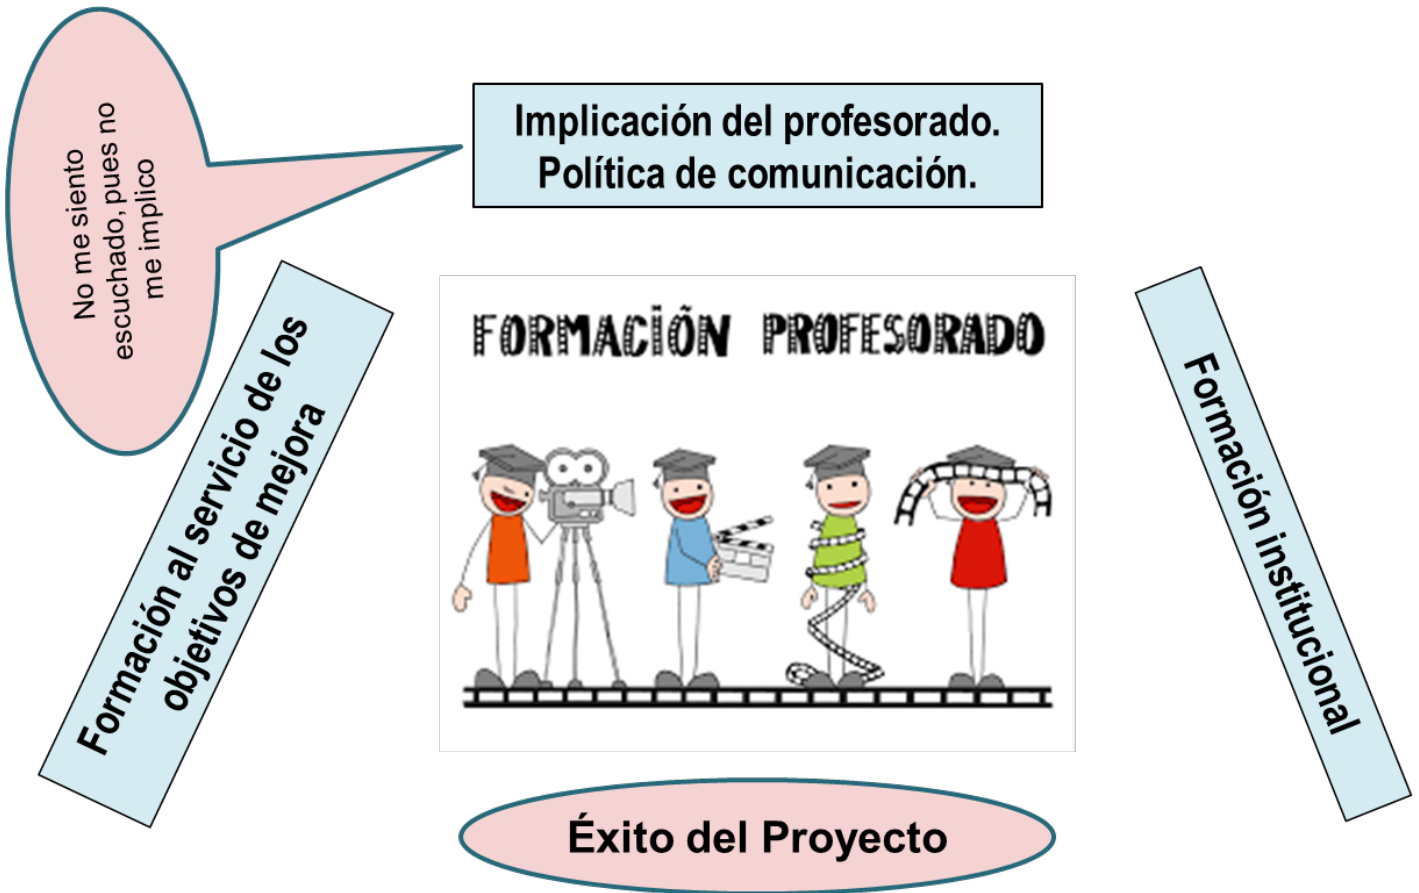 No me siento
escuchado, pues no
me implico
Implicación del profesorado.
Política de comunicación.
Formación al servicio de los
objetivos de mejora
FORMACIÓN PROFESORADO
Formación institucional
Éxito del Proyecto